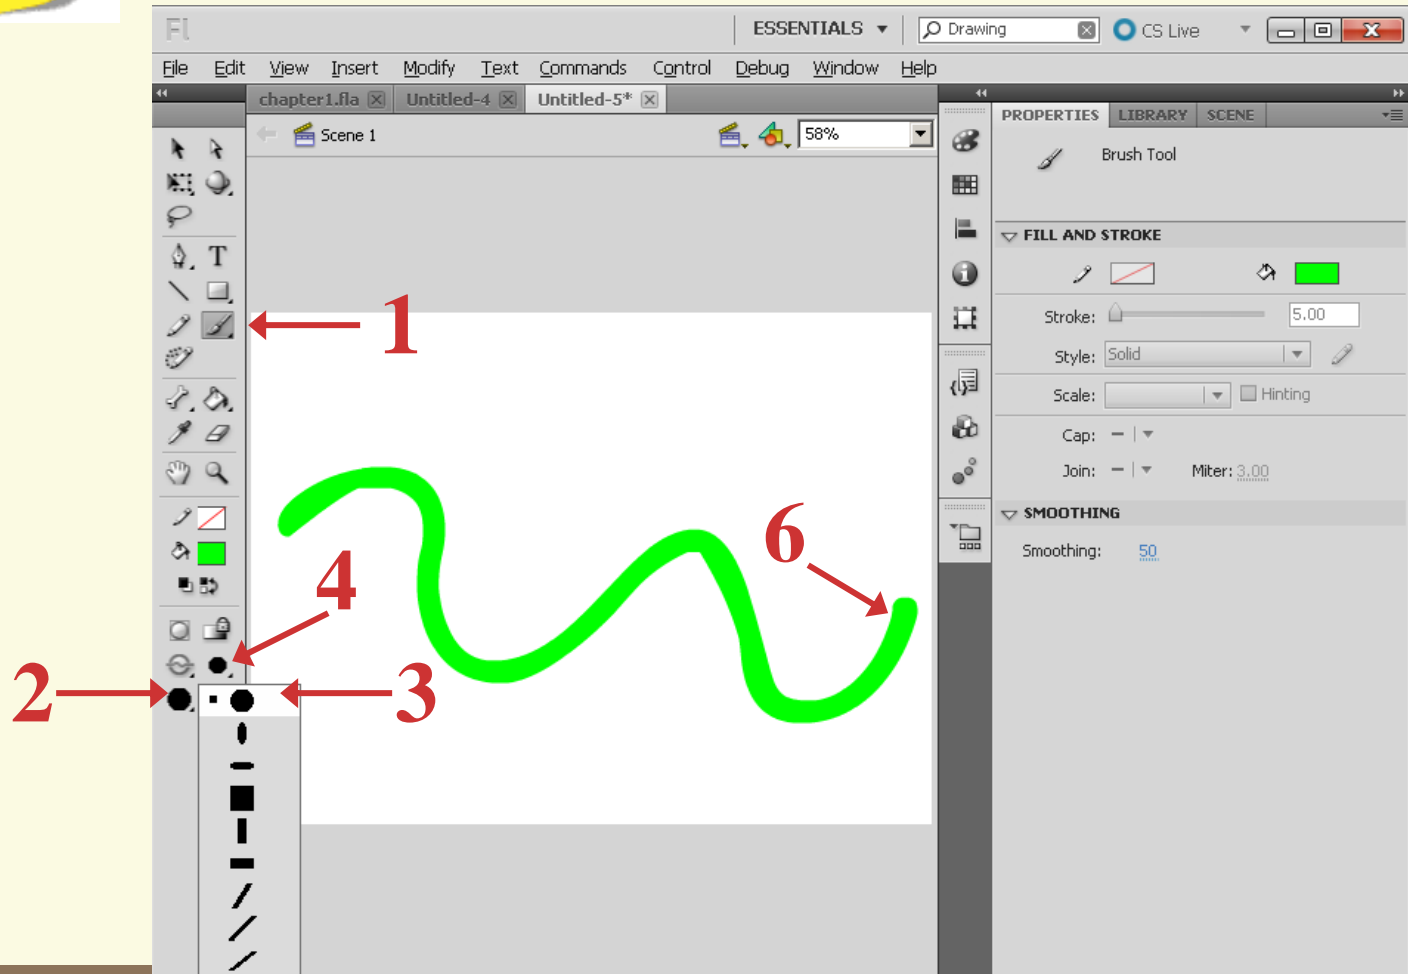 Fl
ESSENTIALS
Drawing
CS Live
File Edit View Insert Modify Text Commands Control Debug Window Help
chapter1.fla Untitled-4 Untitled-5*
PROPERTIES LIBRARY SCENE
Scene 1
58%
Brush Tool
T
FILL AND STROKE
1
Stroke: 5.00
Style: Solid
Scale: Hinting
Cap:
Join: Miter: 3.00
6
SMOOTHING
Smoothing: 50
4
2
3